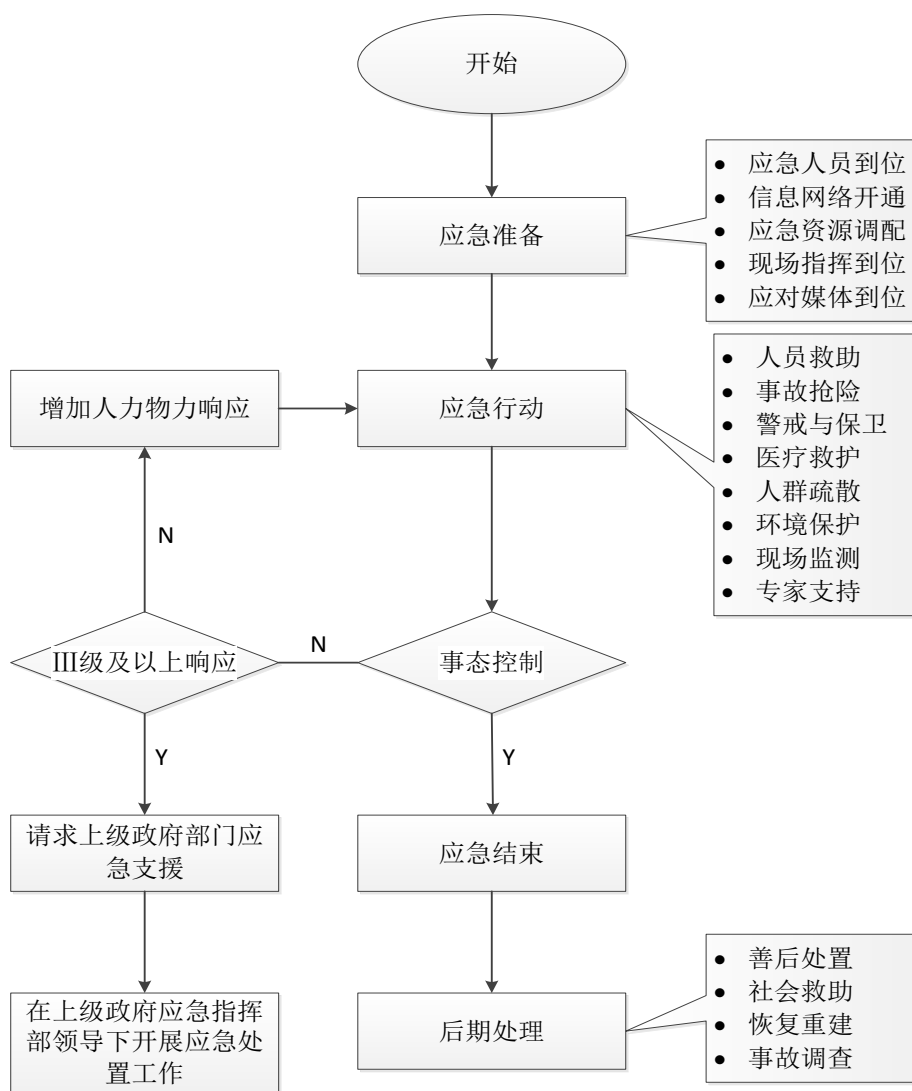 开始
应急准备
• 应急人员到位
• 信息网络开通
• 应急资源调配
• 现场指挥到位
• 应对媒体到位
增加人力物力响应
应急行动
• 人员救助
• 事故抢险
• 警戒与保卫
• 医疗救护
• 人群疏散
• 环境保护
• 现场监测
• 专家支持
N
III级及以上响应
N
事态控制
Y
Y
请求上级政府部门应
急支援
应急结束
在上级政府应急指挥
部领导下开展应急处
置工作
后期处理
• 善后处置
• 社会救助
• 恢复重建
• 事故调查